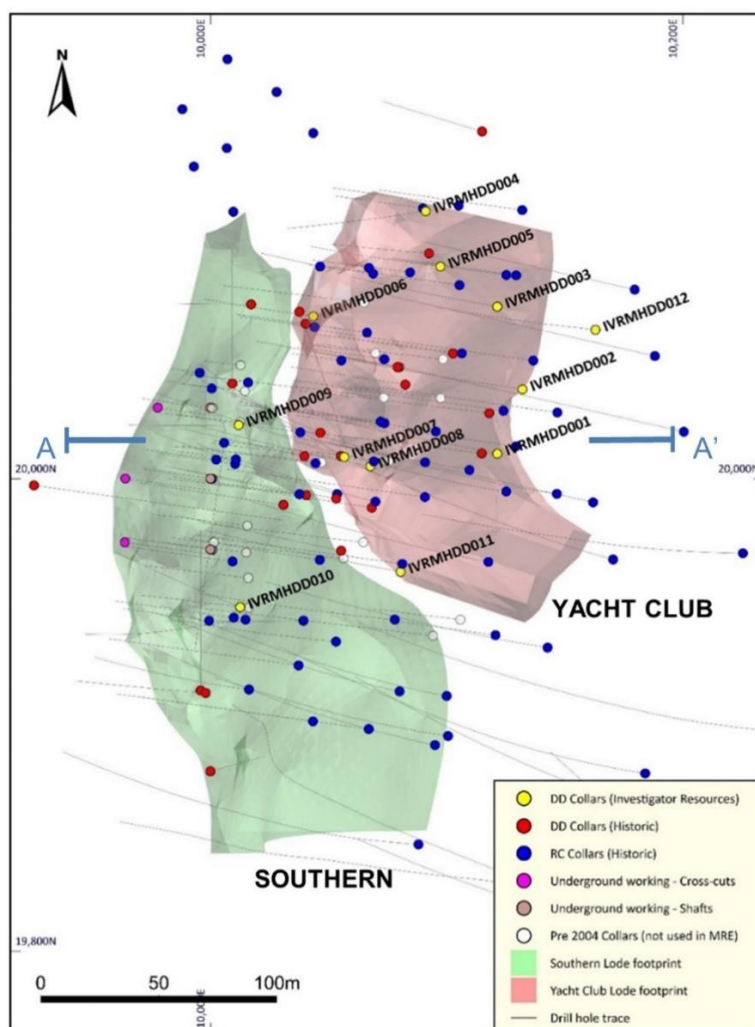 10,000E
10,200E
N
IVRMHDD004
IVRMHDD005
IVRMHDD006
IVRMHDD003
IVRMHDD012
IVRMHDD002
IVRMHDD009
IVRMHDD007
IVRMHDD008
IVRMHDD001
A
A'
20,000N
20,000N
IVRMHDD011
IVRMHDD010
YACHT CLUB
SOUTHERN
DD Collars (Investigator Resources)
DD Collars (Historic)
RC Collars (Historic)
Underground working - Cross-cuts
Underground working - Shafts
Pre 2004 Collars (not used in MRE)
Southern Lode footprint
Yacht Club Lode footprint
Drill hole trace
19,800N
0 50 100m
10,000E